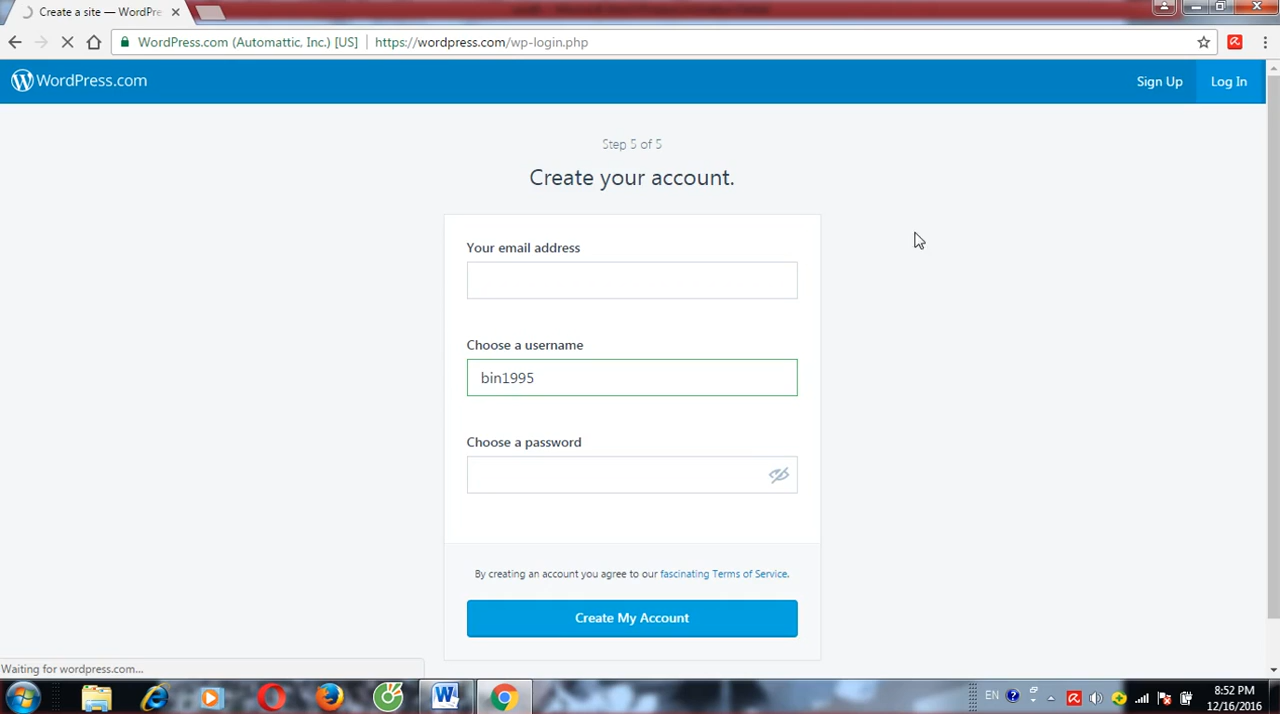 Create a site — WordPre
WordPress.com (Automattic, Inc.) [US] https://wordpress.com/wp-login.php
WordPress.com
Sign Up
Log In
Step 5 of 5
Create your account.
Your email address
Choose a username
bin1995
Choose a password
By creating an account you agree to our fascinating Terms of Service.
Create My Account
Waiting for wordpress.com...
EN
8:52 PM
12/16/2016